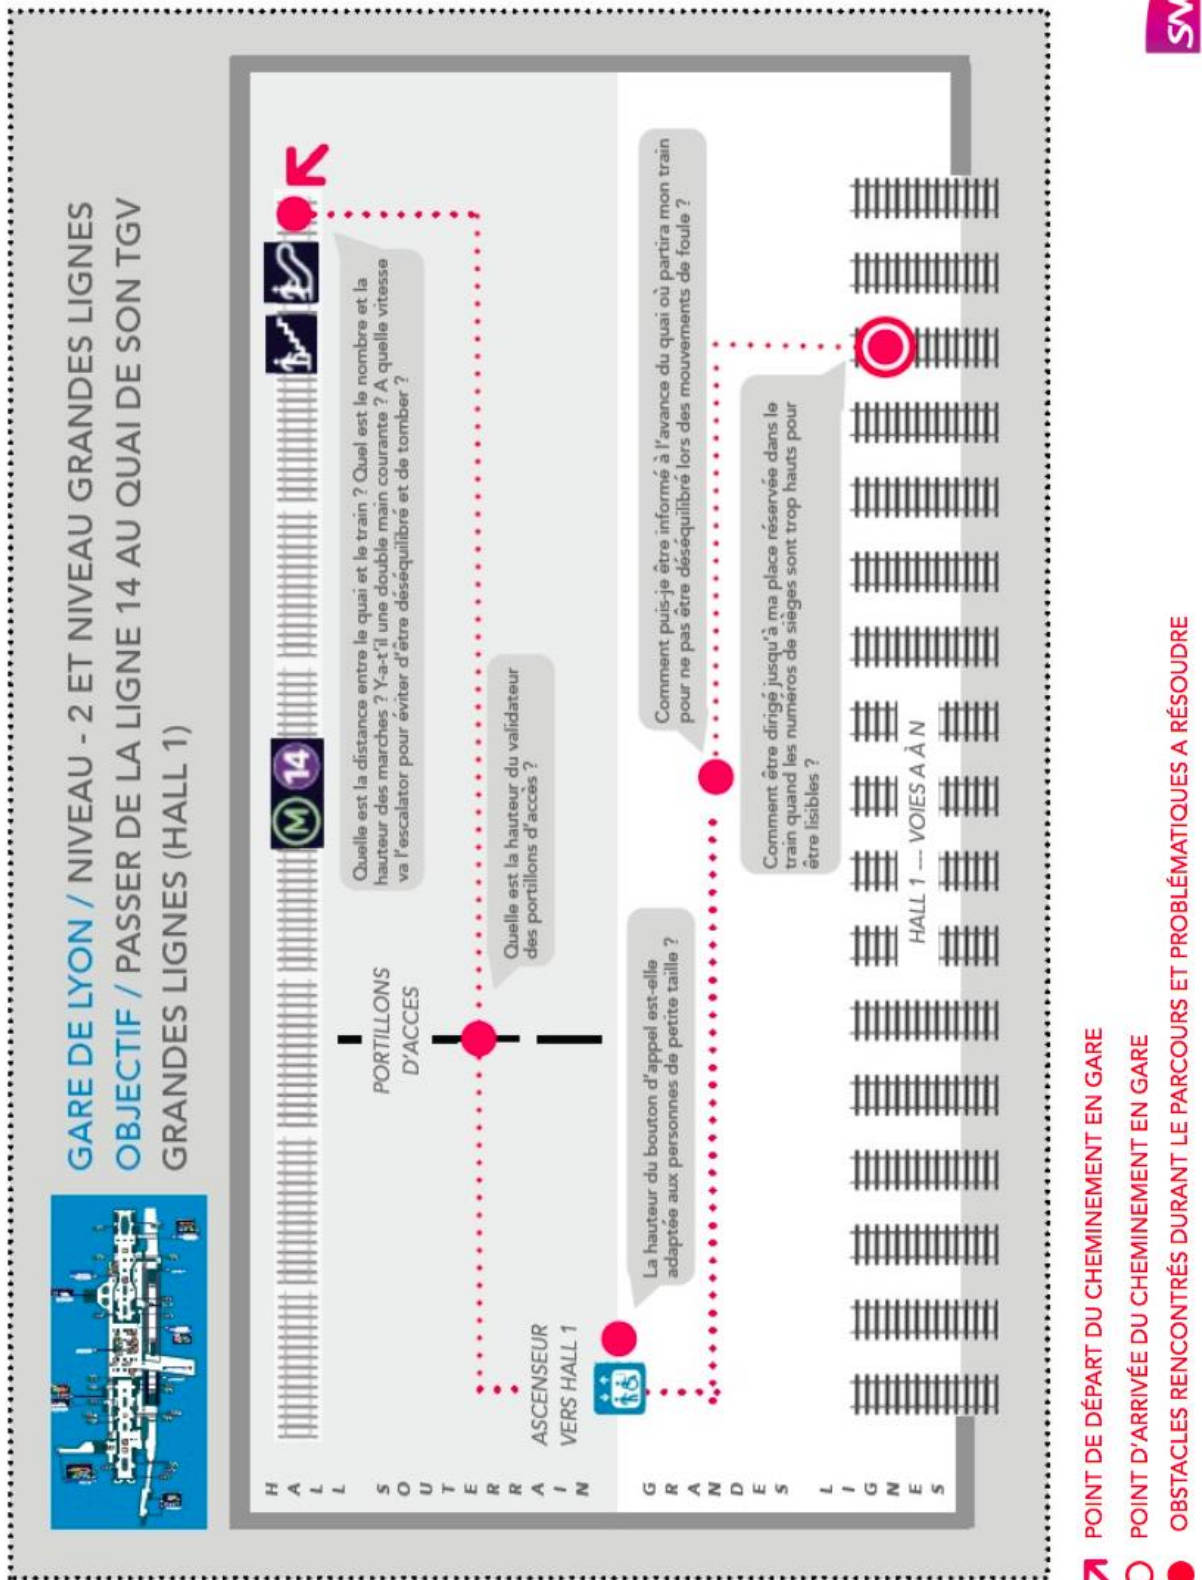 GARE DE LYON / NIVEAU - 2 ET NIVEAU GRANDES LIGNES
OBJECTIF / PASSER DE LA LIGNE 14 AU QUAI DE SON TGV
GRANDES LIGNES (HALL 1)
HALL SOUTERRAIN
M 14
Quelle est la distance entre le quai et le train ? Quel est le nombre et la
hauteur des marches ? Y-a-t'il une double main courante ? A quelle vitesse
va l'escalator pour éviter d'être déséquilibré et de tomber ?
PORTILLONS
D'ACCES
Quelle est la hauteur du validateur
des portillons d'accès ?
ASCENSEUR
VERS HALL 1
GRANDES LIGNES
La hauteur du bouton d'appel est-elle
adaptée aux personnes de petite taille ?
Comment puis-je être informé à l'avance du quai où partira mon train
pour ne pas être déséquilibré lors des mouvements de foule ?
Comment être dirigé jusqu'à ma place réservée dans le
train quand les numéros de sièges sont trop hauts pour
être lisibles ?
HALL 1 --- VOIES A À N
POINT DE DÉPART DU CHEMINEMENT EN GARE
POINT D'ARRIVÉE DU CHEMINEMENT EN GARE
OBSTACLES RENCONTRÉS DURANT LE PARCOURS ET PROBLÉMATIQUES A RÉSOUDRE